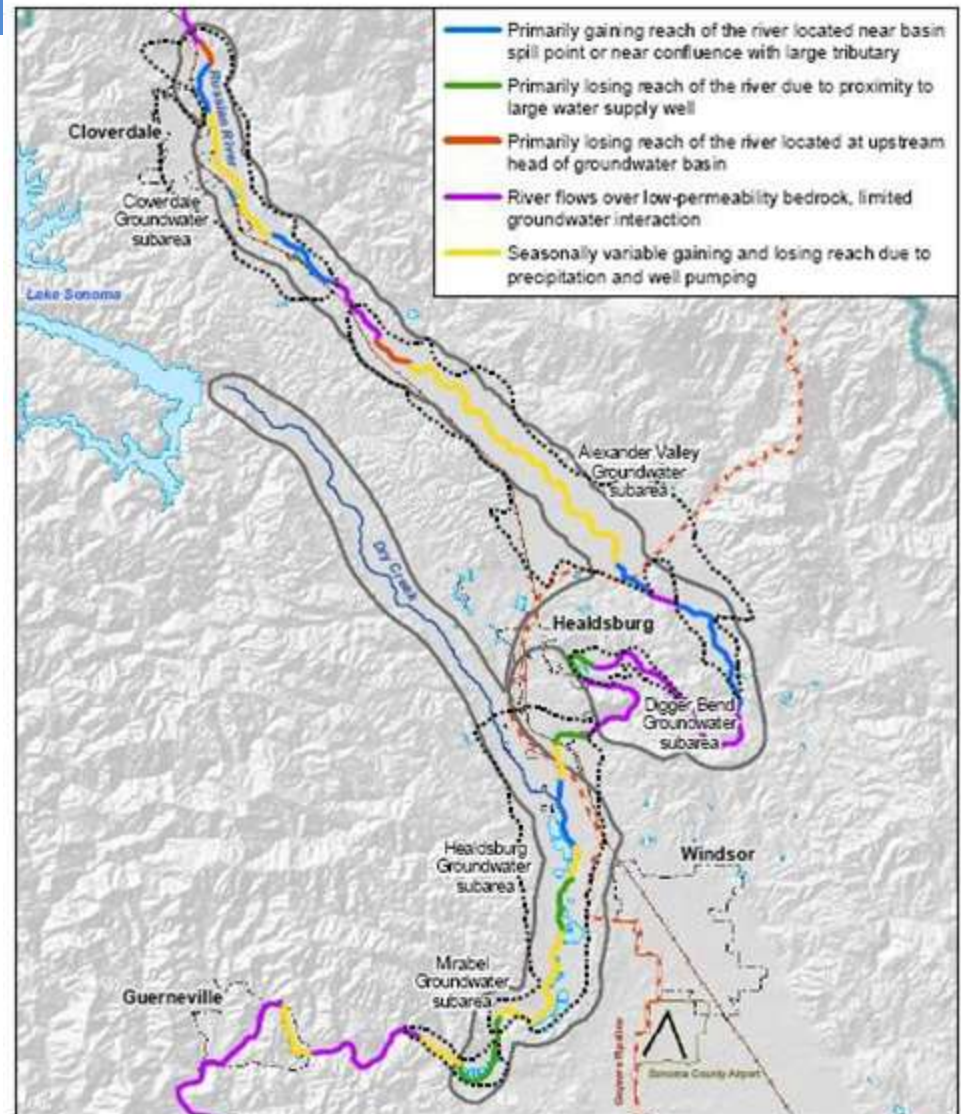 Primarily gaining reach of the river located near basin
spill point or near confluence with large tributary
Primarily losing reach of the river due to proximity to
large water supply well
Primarily losing reach of the river located at upstream
head of groundwater basin
River flows over low-permeability bedrock, limited
groundwater interaction
Seasonally variable gaining and losing reach due to
precipitation and well pumping
Russian River
Cloverdale
Cloverdale
Groundwater
subarea
Lake Sonoma
Alexander Valley
Groundwater
subarea
Dry Creek
Healdsburg
Digger Bend
Groundwater
subarea
Healdsburg
Groundwater
subarea
Windsor
Mirabel
Groundwater
subarea
Guerneville
Geysers Pipeline
Sonoma County Airport